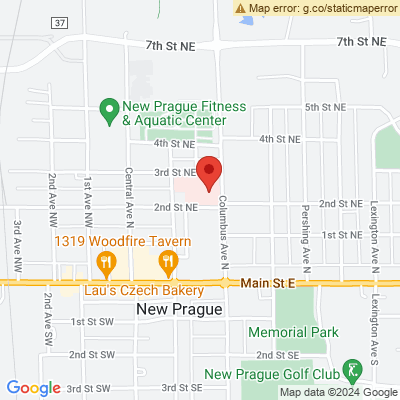 Map error: g.co/staticmaperror
37
7th St NE
7th St NE
5th St NE
New Prague Fitness
& Aquatic Center
4th St NE
4th St NE
3rd St NE
2nd Ave NW
1st Ave NW
Central Ave N
2nd St NE
2nd St NE
Columbus Ave N
Pershing Ave N
Lexington Ave N
3rd Ave NW
1st St NE
1319 Woodfire Tavern
Main St E
Lau's Czech Bakery
New Prague
2nd Ave SW
1st St SW
Memorial Park
Lexington Ave S
2nd St SW
2nd St SE
New Prague Golf Club
3rd St SE
Google
Map data ©2024 Google